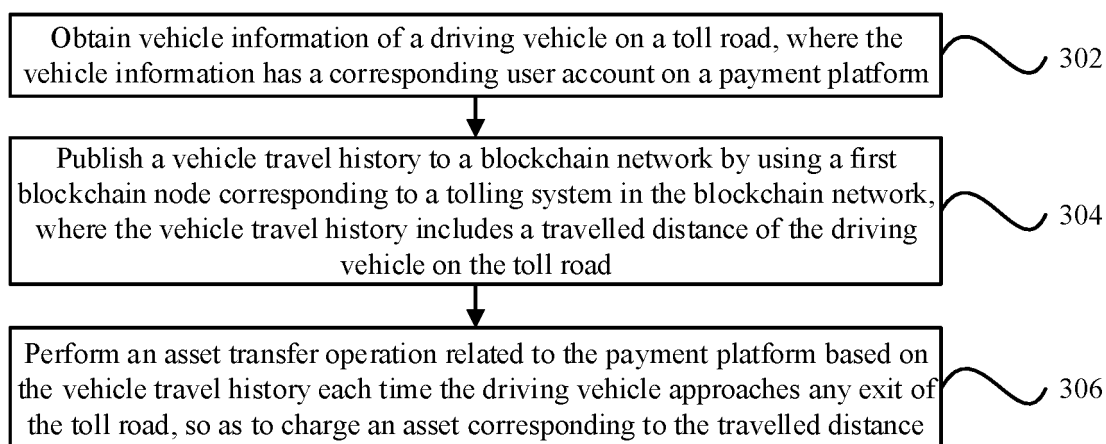 Obtain vehicle information of a driving vehicle on a toll road, where the
vehicle information has a corresponding user account on a payment platform
302
Publish a vehicle travel history to a blockchain network by using a first
blockchain node corresponding to a tolling system in the blockchain network,
where the vehicle travel history includes a travelled distance of the driving
vehicle on the toll road
304
Perform an asset transfer operation related to the payment platform based on
the vehicle travel history each time the driving vehicle approaches any exit of
the toll road, so as to charge an asset corresponding to the travelled distance
306